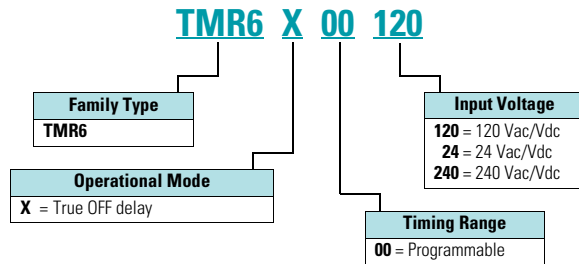 TMR6 X 00 120
Family Type
TMR6
Input Voltage
120 = 120 Vac/Vdc
24 = 24 Vac/Vdc
240 = 240 Vac/Vdc
Operational Mode
X = True OFF delay
Timing Range
00 = Programmable